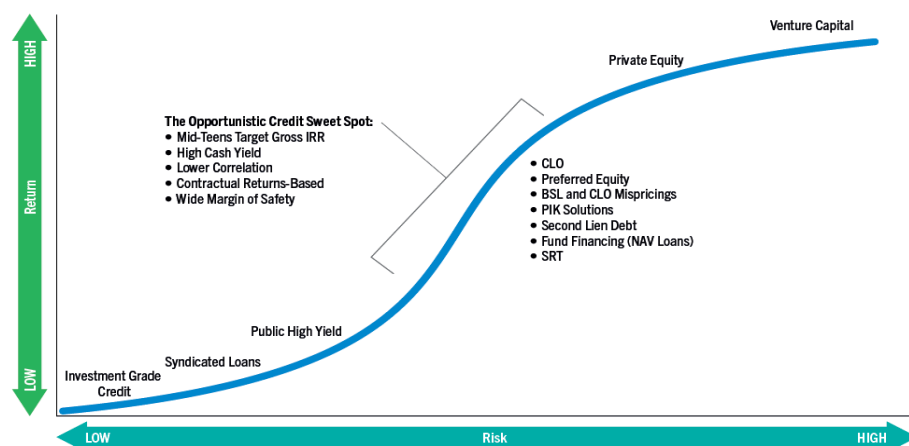 HIGH
Return
LOW
Venture Capital
Private Equity
The Opportunistic Credit Sweet Spot:
• Mid-Teens Target Gross IRR
• High Cash Yield
• Lower Correlation
• Contractual Returns-Based
• Wide Margin of Safety
• CLO
• Preferred Equity
• BSL and CLO Mispricings
• PIK Solutions
• Second Lien Debt
• Fund Financing (NAV Loans)
• SRT
Public High Yield
Syndicated Loans
Investment Grade
Credit
LOW
Risk
HIGH